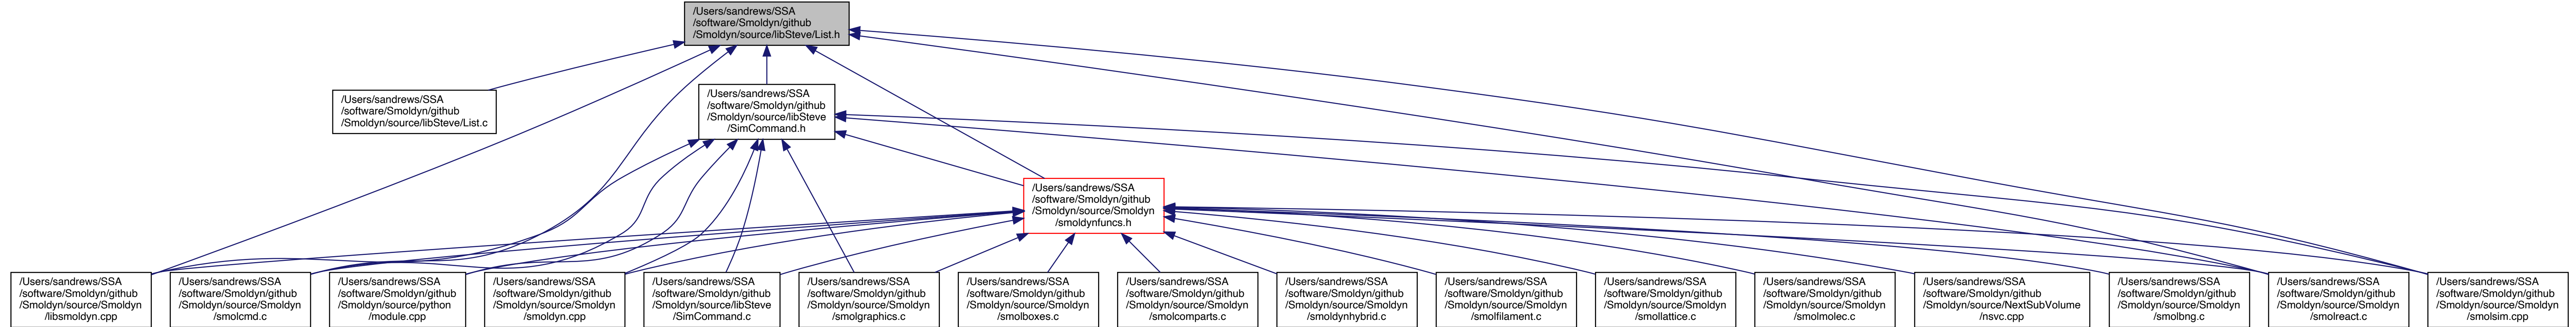 /Users/sandrews/SSA
/software/Smoldyn/github
/Smoldyn/source/libSteve/List.h
/Users/sandrews/SSA
/software/Smoldyn/github
/Smoldyn/source/libSteve/List.c
/Users/sandrews/SSA
/software/Smoldyn/github
/Smoldyn/source/libSteve
/SimCommand.h
/Users/sandrews/SSA
/software/Smoldyn/github
/Smoldyn/source/Smoldyn
/smoldynfuncs.h
/Users/sandrews/SSA
/software/Smoldyn/github
/Smoldyn/source/Smoldyn
/libsmoldyn.cpp
/Users/sandrews/SSA
/software/Smoldyn/github
/Smoldyn/source/Smoldyn
/smolcmd.c
/Users/sandrews/SSA
/software/Smoldyn/github
/Smoldyn/source/python
/module.cpp
/Users/sandrews/SSA
/software/Smoldyn/github
/Smoldyn/source/Smoldyn
/smoldyn.cpp
/Users/sandrews/SSA
/software/Smoldyn/github
/Smoldyn/source/libSteve
/SimCommand.c
/Users/sandrews/SSA
/software/Smoldyn/github
/Smoldyn/source/Smoldyn
/smolgraphics.c
/Users/sandrews/SSA
/software/Smoldyn/github
/Smoldyn/source/Smoldyn
/smolboxes.c
/Users/sandrews/SSA
/software/Smoldyn/github
/Smoldyn/source/Smoldyn
/smolcomparts.c
/Users/sandrews/SSA
/software/Smoldyn/github
/Smoldyn/source/Smoldyn
/smoldynhybrid.c
/Users/sandrews/SSA
/software/Smoldyn/github
/Smoldyn/source/Smoldyn
/smolfilament.c
/Users/sandrews/SSA
/software/Smoldyn/github
/Smoldyn/source/Smoldyn
/smollattice.c
/Users/sandrews/SSA
/software/Smoldyn/github
/Smoldyn/source/Smoldyn
/smolmolec.c
/Users/sandrews/SSA
/software/Smoldyn/github
/Smoldyn/source/NextSubVolume
/nsvc.cpp
/Users/sandrews/SSA
/software/Smoldyn/github
/Smoldyn/source/Smoldyn
/smolbng.c
/Users/sandrews/SSA
/software/Smoldyn/github
/Smoldyn/source/Smoldyn
/smolreact.c
/Users/sandrews/SSA
/software/Smoldyn/github
/Smoldyn/source/Smoldyn
/smolsim.cpp